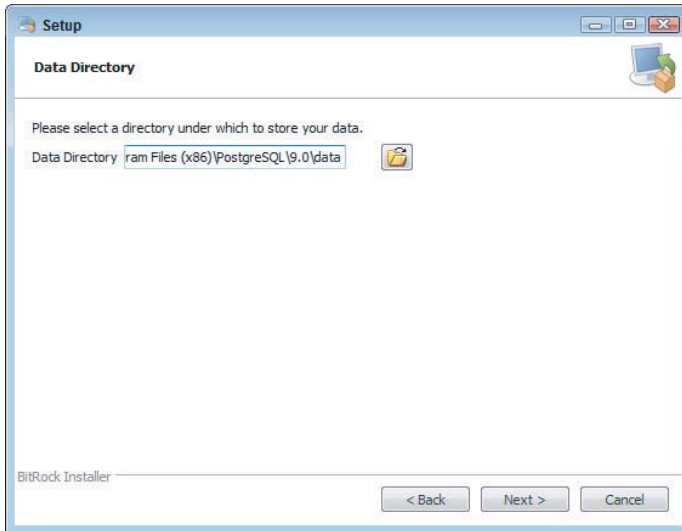 Setup
Data Directory
Please select a directory under which to store your data.
Data Directory ram Files (x86)\PostgreSQL\9.0\data
BitRock Installer
< Back Next > Cancel